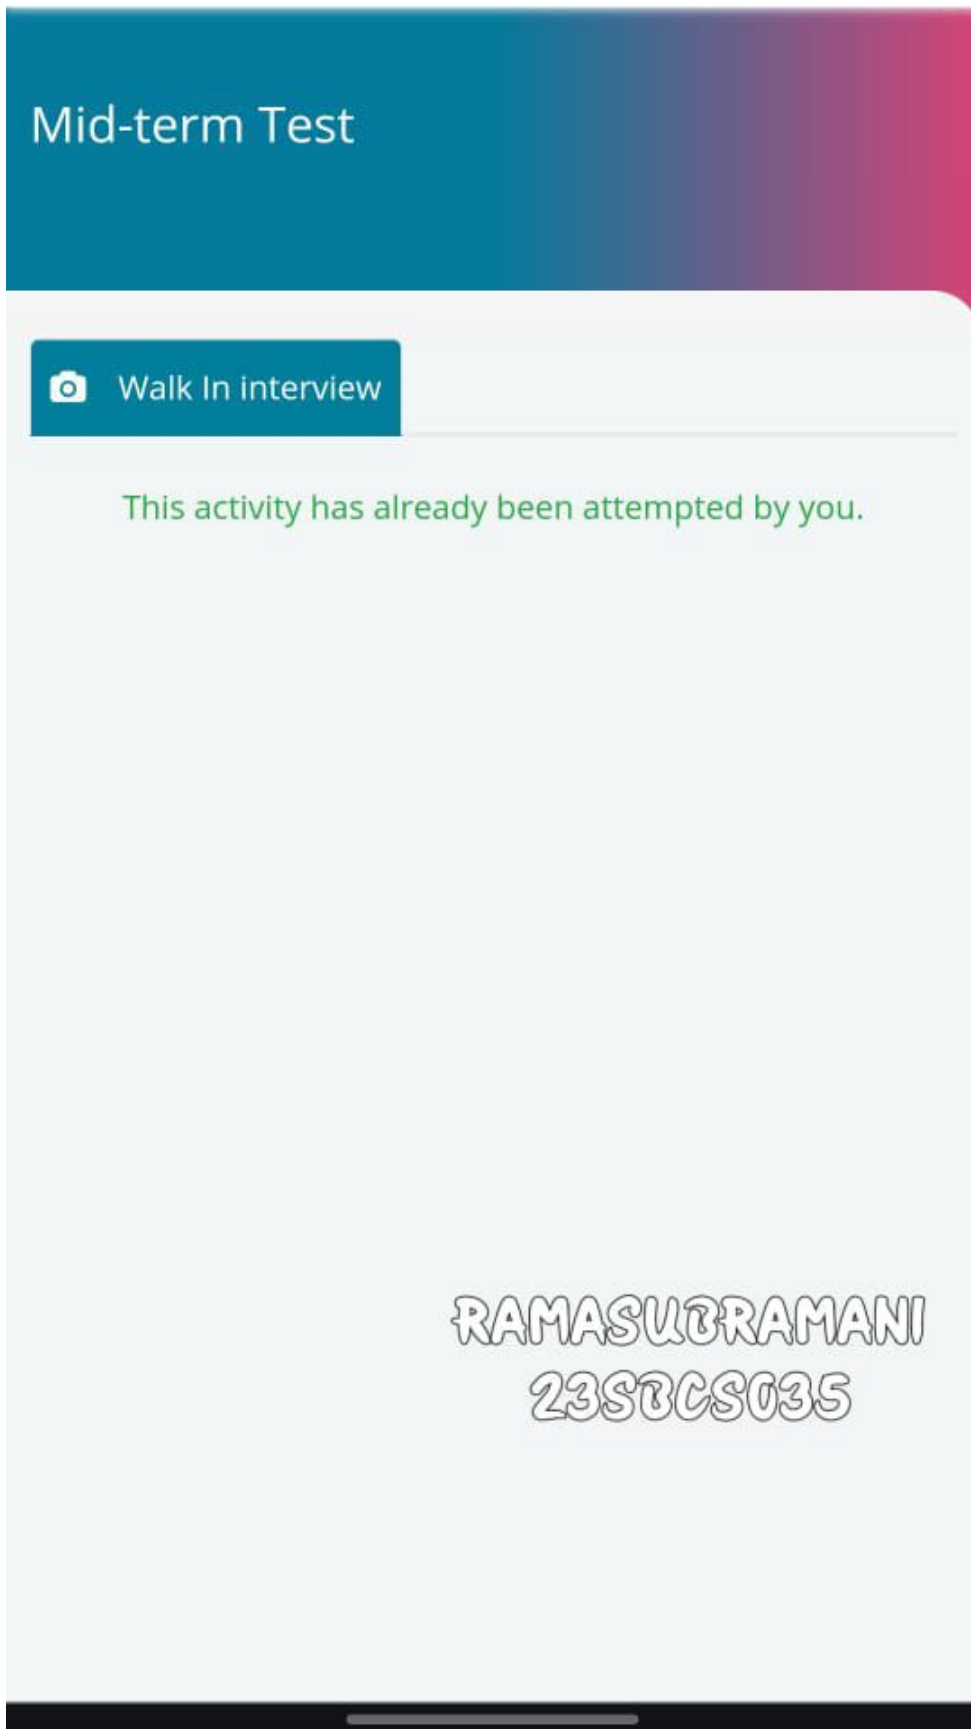 Mid-term Test
Walk In interview
This activity has already been attempted by you.
RAMASUBRAMANI
23SBCS035